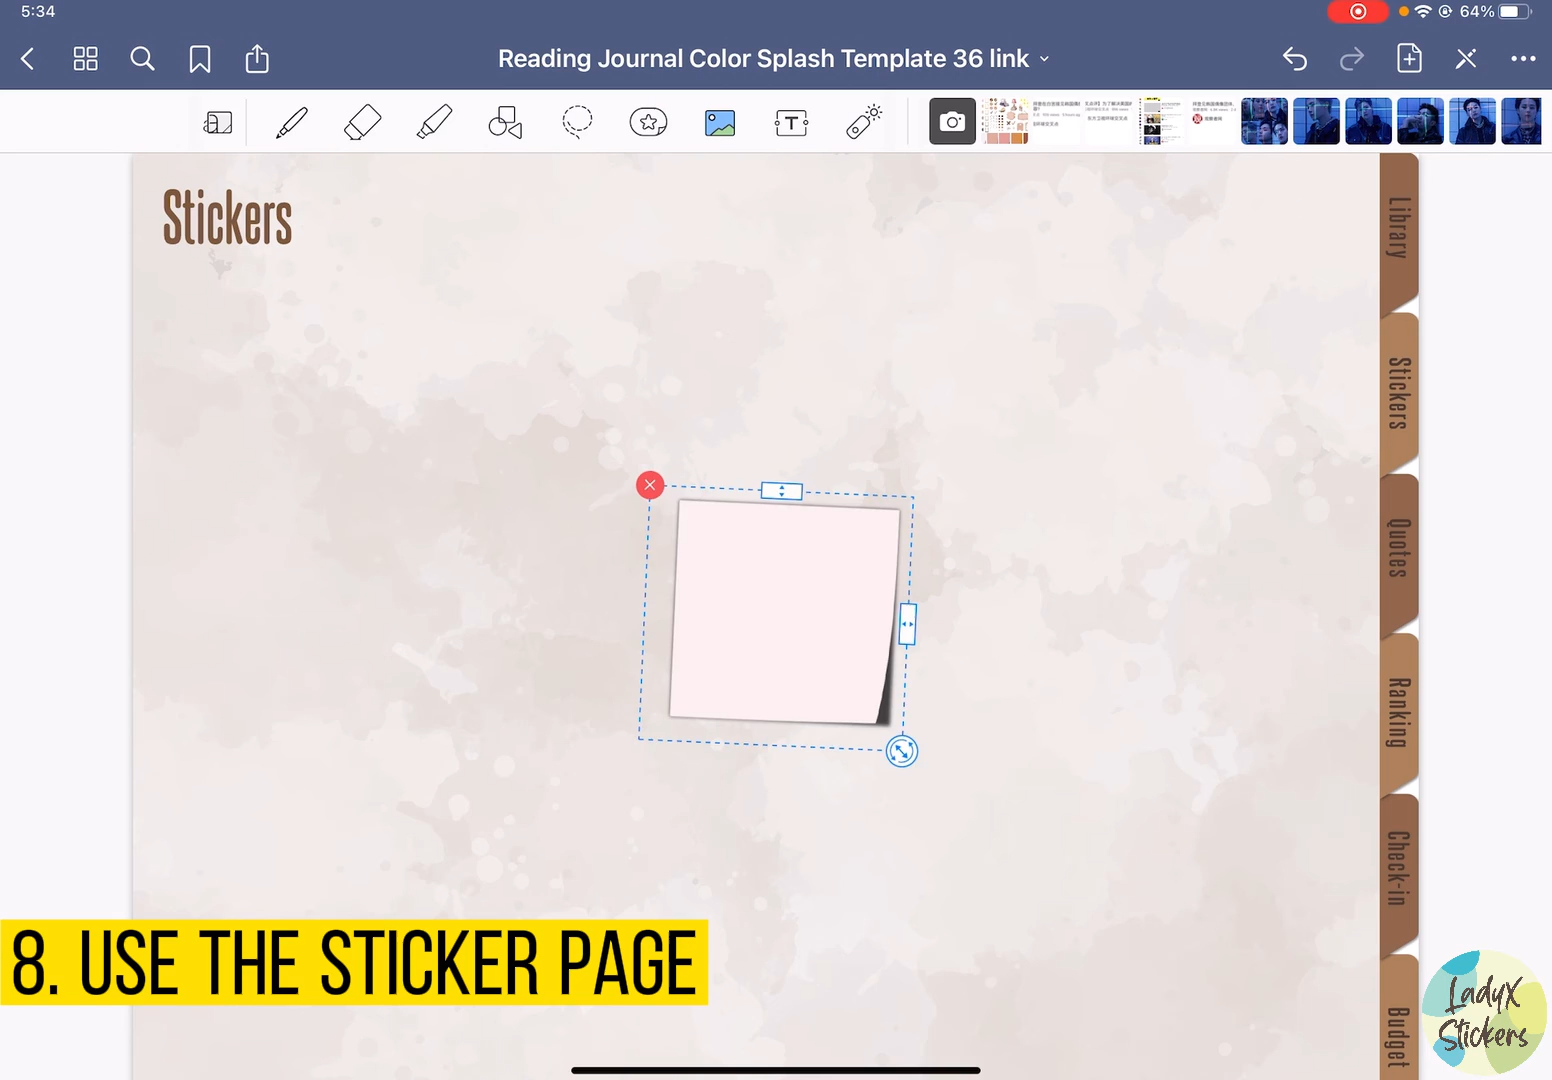 5:34
64%
Reading Journal Color Splash Template 36 link
T
Stickers
Library
Stickers
Quotes
Ranking
Check-in
Budget
8. USE THE STICKER PAGE
LadyX
Stickers